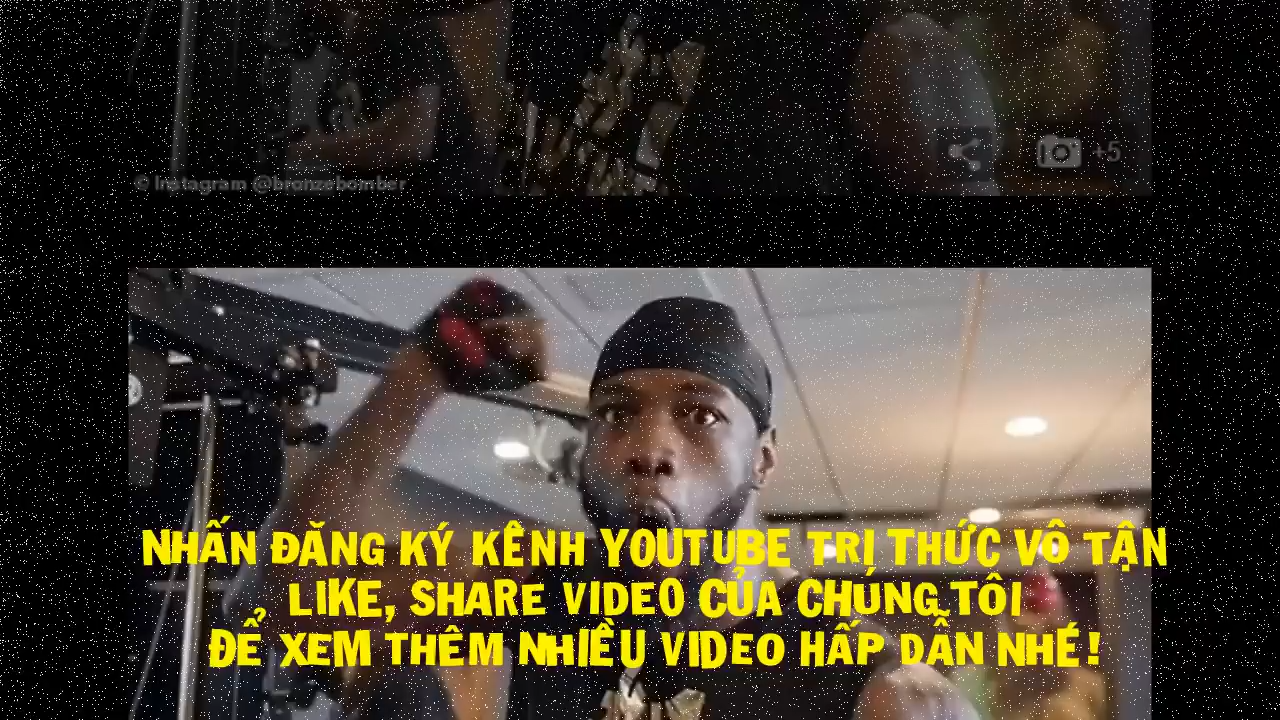 © Instagram @bronzebomber
+5
NHẤN ĐĂNG KÝ KÊNH YOUTUBE TRI THỨC VÔ TẬN
LIKE, SHARE VIDEO CỦA CHÚNG TÔI
ĐỂ XEM THÊM NHIỀU VIDEO HẤP DẪN NHÉ!